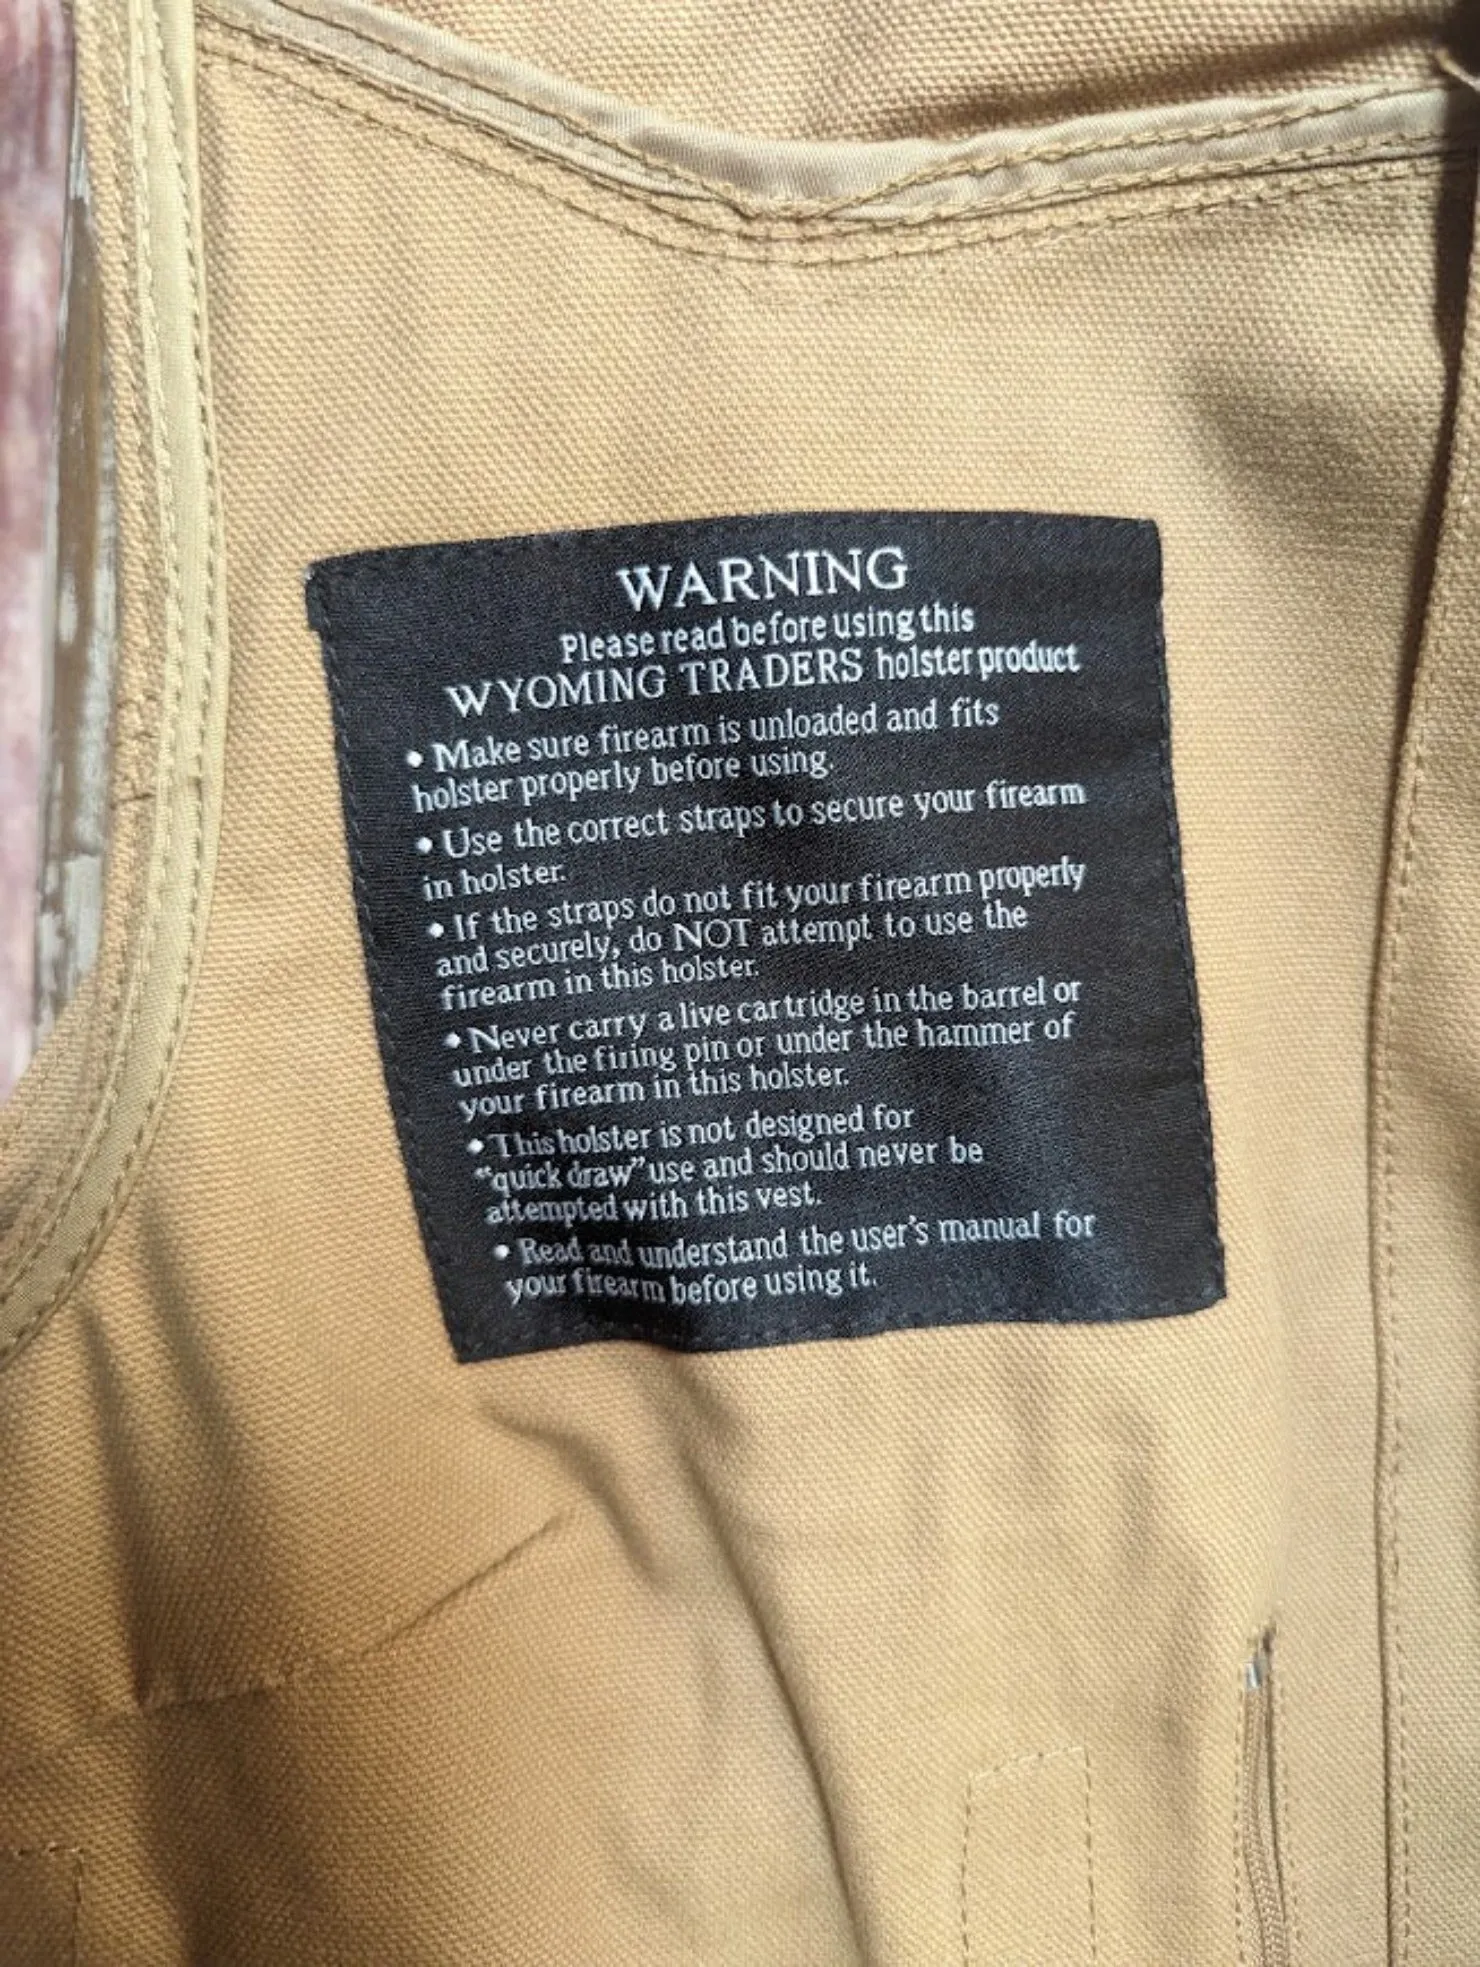 WARNING
Please read before using this
WYOMING TRADERS holster product
• Make sure firearm is unloaded and fits
holster properly before using.
• Use the correct straps to secure your firearm
in holster.
• If the straps do not fit your firearm properly
and securely, do NOT attempt to use the
firearm in this holster.
• Never carry a live cartridge in the barrel or
under the firing pin or under the hammer of
your firearm in this holster.
• This holster is not designed for
“quick draw” use and should never be
attempted with this vest.
• Read and understand the user’s manual for
your firearm before using it.